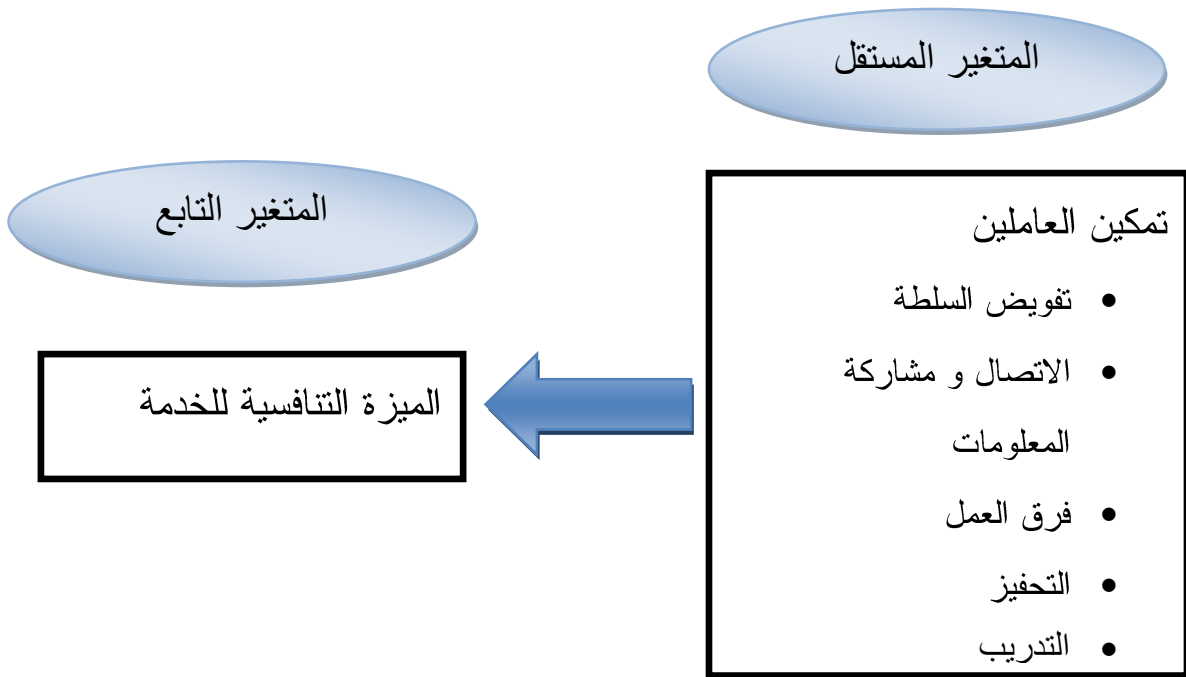 المتغير المستقل
تمكين العاملين
• تفويض السلطة
• الاتصال و مشاركة
المعلومات
• فرق العمل
• التحفيز
• التدريب
المتغير التابع
الميزة التنافسية للخدمة